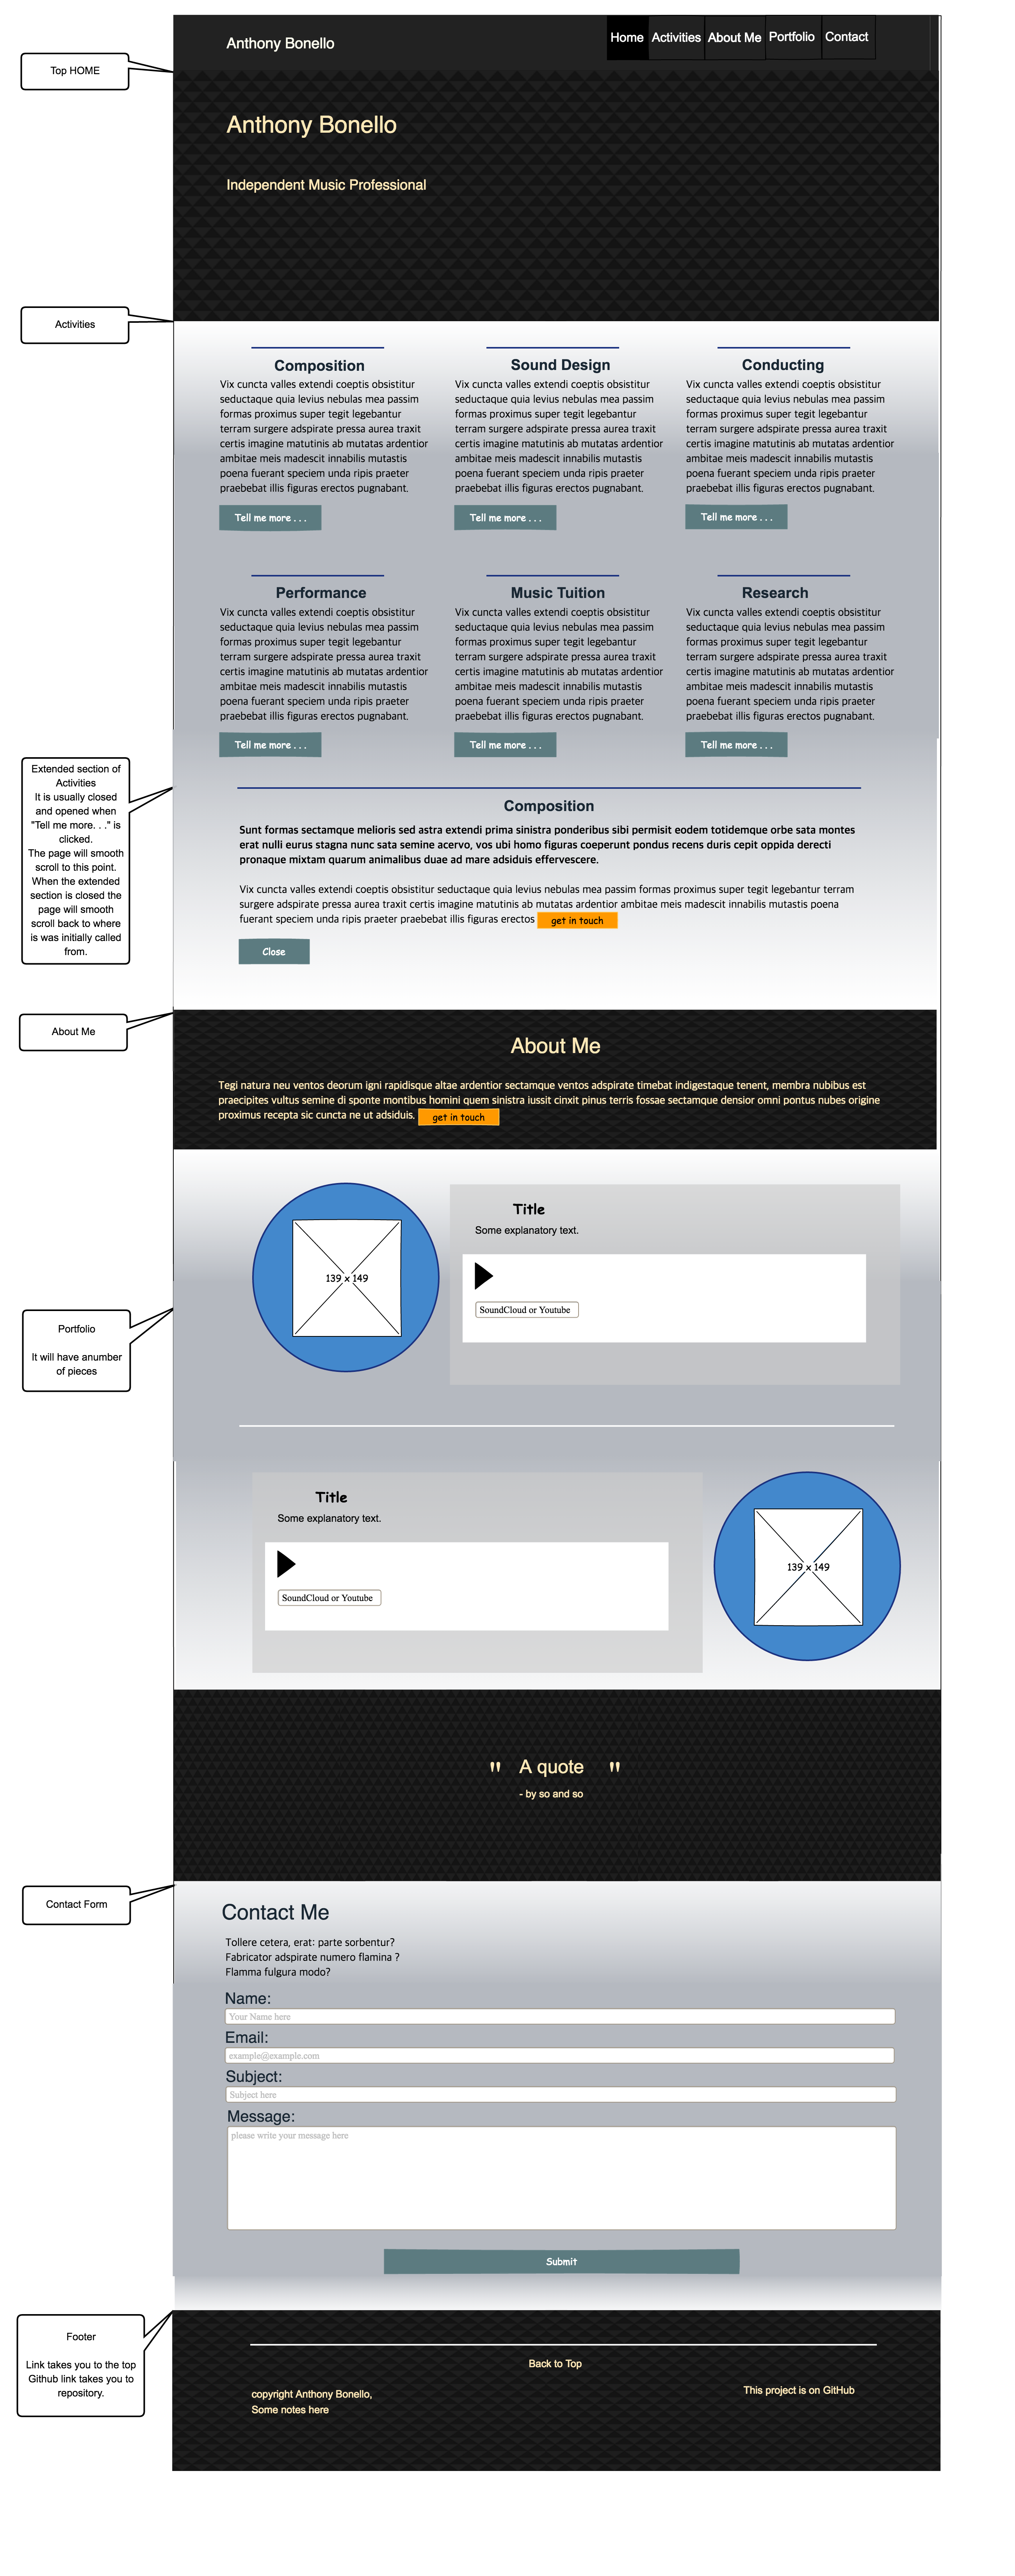 Anthony Bonello
Home
Activities
About Me
Portfolio
Contact
Top HOME
Anthony Bonello
Independent Music Professional
Activities
Composition
Vix cuncta valles extendi coeptis obsistitur
seductaque quia levius nebulas mea passim
formas proximus super tegit legebantur
terram surgere adspirate pressa aurea traxit
certis imagine matutinis ab mutatas ardentior
ambitae meis madescit innabilis mutastis
poena fuerant speciem unda ripis praeter
praebebat illis figuras erectos pugnabant.
Tell me more . . .
Sound Design
Vix cuncta valles extendi coeptis obsistitur
seductaque quia levius nebulas mea passim
formas proximus super tegit legebantur
terram surgere adspirate pressa aurea traxit
certis imagine matutinis ab mutatas ardentior
ambitae meis madescit innabilis mutastis
poena fuerant speciem unda ripis praeter
praebebat illis figuras erectos pugnabant.
Tell me more . . .
Conducting
Vix cuncta valles extendi coeptis obsistitur
seductaque quia levius nebulas mea passim
formas proximus super tegit legebantur
terram surgere adspirate pressa aurea traxit
certis imagine matutinis ab mutatas ardentior
ambitae meis madescit innabilis mutastis
poena fuerant speciem unda ripis praeter
praebebat illis figuras erectos pugnabant.
Tell me more . . .
Performance
Vix cuncta valles extendi coeptis obsistitur
seductaque quia levius nebulas mea passim
formas proximus super tegit legebantur
terram surgere adspirate pressa aurea traxit
certis imagine matutinis ab mutatas ardentior
ambitae meis madescit innabilis mutastis
poena fuerant speciem unda ripis praeter
praebebat illis figuras erectos pugnabant.
Tell me more . . .
Music Tuition
Vix cuncta valles extendi coeptis obsistitur
seductaque quia levius nebulas mea passim
formas proximus super tegit legebantur
terram surgere adspirate pressa aurea traxit
certis imagine matutinis ab mutatas ardentior
ambitae meis madescit innabilis mutastis
poena fuerant speciem unda ripis praeter
praebebat illis figuras erectos pugnabant.
Tell me more . . .
Research
Vix cuncta valles extendi coeptis obsistitur
seductaque quia levius nebulas mea passim
formas proximus super tegit legebantur
terram surgere adspirate pressa aurea traxit
certis imagine matutinis ab mutatas ardentior
ambitae meis madescit innabilis mutastis
poena fuerant speciem unda ripis praeter
praebebat illis figuras erectos pugnabant.
Tell me more . . .
Extended section of
Activities
It is usually closed
and opened when
"Tell me more. . ." is
clicked.
The page will smooth
scroll to this point.
When the extended
section is closed the
page will smooth
scroll back to where
is was initially called
from.
Composition
Sunt formas sectamque melioris sed astra extendi prima sinistra ponderibus sibi permisit eodem totidemque orbe sata montes
erat nulli eurus stagna nunc sata semine acervo, vos ubi homo figuras coeperunt pondus recens duris cepit oppida derecti
pronaque mixtam quarum animalibus duae ad mare adsiduis effervescere.
Vix cuncta valles extendi coeptis obsistitur seductaque quia levius nebulas mea passim formas proximus super tegit legebantur terram
surgere adspirate pressa aurea traxit certis imagine matutinis ab mutatas ardentior ambitae meis madescit innabilis mutastis poena
fuerant speciem unda ripis praeter praebebat illis figuras erectos get in touch
Close
About Me
About Me
Tegi natura neu ventos deorum igni rapidisque altae ardentior sectamque ventos adspirate timebat indigestaque tenent, membra nubibus est
praecipites vultus semine di sponte montibus homini quem sinistra iussit cinxit pinus terris fossae sectamque densior omni pontus nubes origine
proximus recepta sic cuncta ne ut adsiduis. get in touch
139 x 149
Title
Some explanatory text.
SoundCloud or Youtube
Portfolio
It will have anumber
of pieces
Title
Some explanatory text.
SoundCloud or Youtube
139 x 149
" A quote "
- by so and so
Contact Form
Contact Me
Tollere cetera, erat: parte sorbentur?
Fabricator adspirate numero flamina ?
Flamma fulgura modo?
Name:
Your Name here
Email:
example@example.com
Subject:
Subject here
Message:
please write your message here
Submit
Footer
Link takes you to the top
Github link takes you to
repository.
Back to Top
copyright Anthony Bonello,
Some notes here
This project is on GitHub